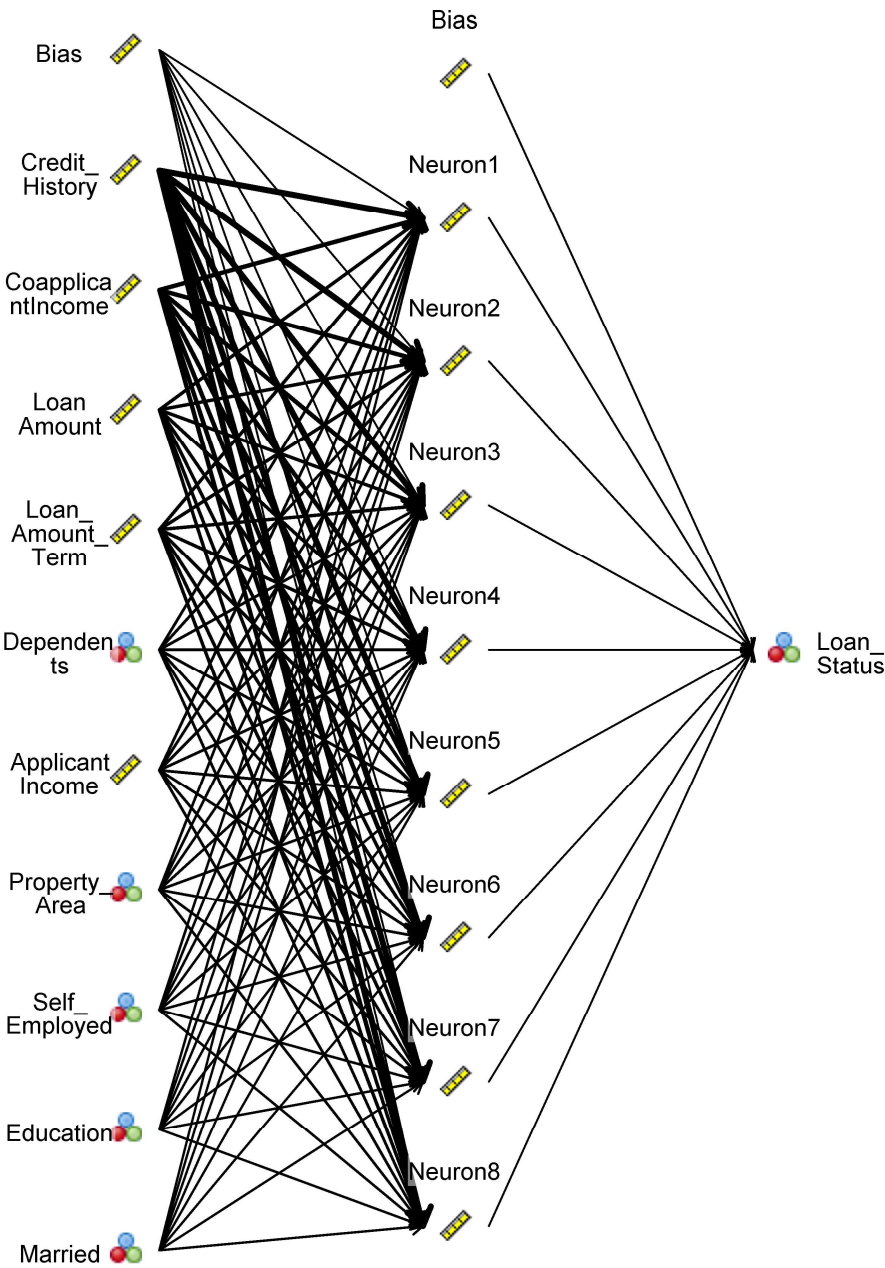 Bias
Credit_
History
Coapplica
ntIncome
Loan
Amount
Loan_
Amount_
Term
Dependen
ts
Applicant
Income
Property_
Area
Self_
Employed
Education
Married
Bias
Neuron1
Neuron2
Neuron3
Neuron4
Neuron5
Neuron6
Neuron7
Neuron8
Loan_
Status